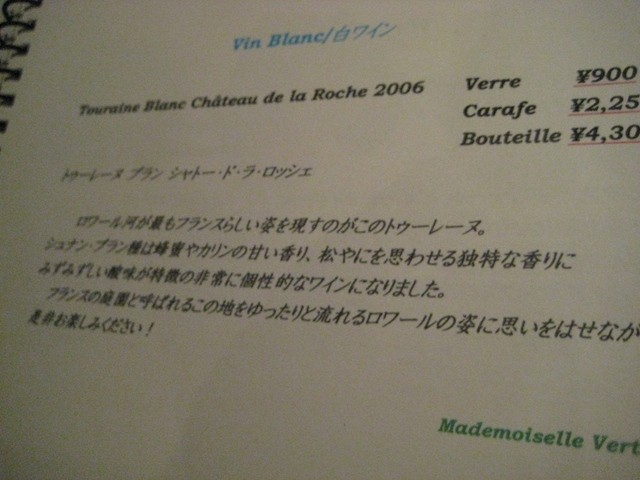 Vin Blanc/白ワイン
Touraine Blanc Château de la Roche 2006
Verre ¥900
Carafe ¥2,25
Bouteille ¥4,30
トゥーレーヌ ブラン シャトー・ド・ラ・ロッシェ
ロワール河が最もフランスらしい姿を現すのがこのトゥーレーヌ。
シュナン・ブラン種は蜂蜜やカリンの甘い香り、松やにを思わせる独特な香りに
みずみずしい酸味が特徴の非常に個性的なワインになりました。
フランスの庭園と呼ばれるこの地をゆったりと流れるロワールの姿に思いをはせなが
是非お楽しみください！
Mademoiselle Vert